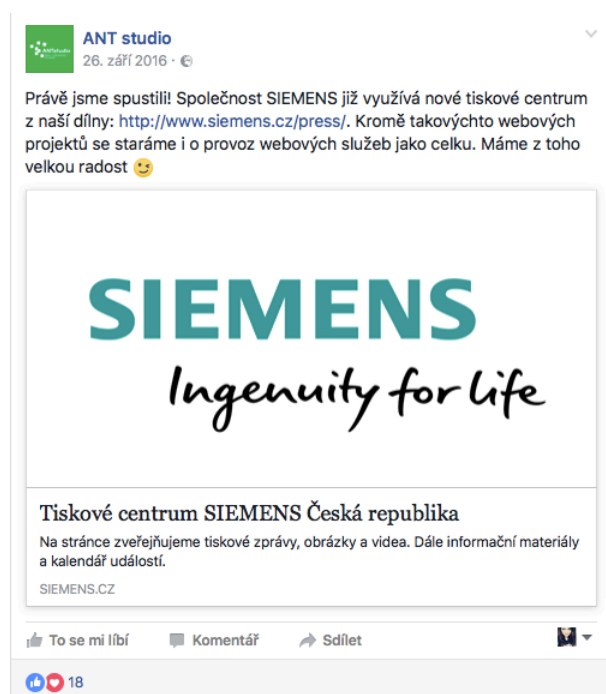 ANT studio
26. září 2016
Právě jsme spustili! Společnost SIEMENS již využívá nové tiskové centrum
z naší dílny: http://www.siemens.cz/press/. Kromě takovýchto webových
projektů se staráme i o provoz webových služeb jako celku. Máme z toho
velkou radost 😉
SIEMENS
Ingenuity for life
Tiskové centrum SIEMENS Česká republika
Na stránce zveřejňujeme tiskové zprávy, obrázky a videa. Dále informační materiály
a kalendář událostí.
SIEMENS.CZ
To se mi líbí Komentář Sdílet
18